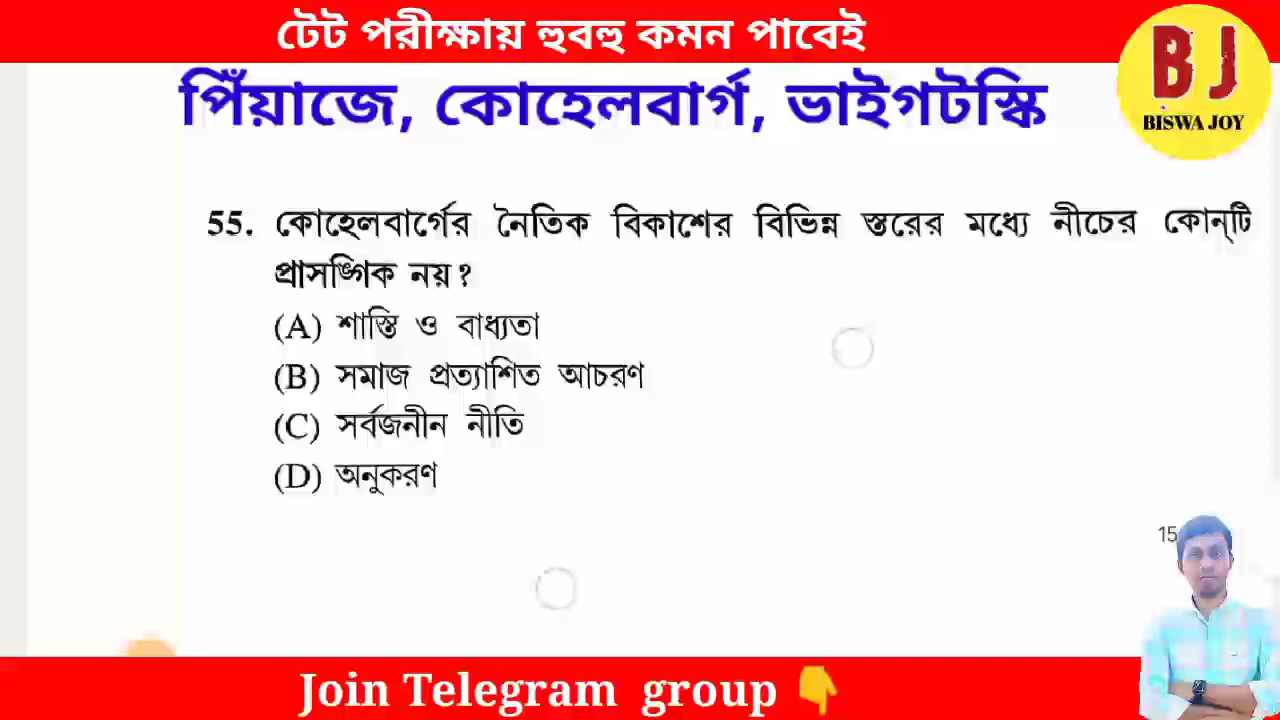 টেট পরীক্ষায় হুবহু কমন পাবেই
BJ
BISWA JOY
পিঁয়াজে, কোহেলবার্গ, ভাইগটস্কি
55. কোহেলবার্গের নৈতিক বিকাশের বিভিন্ন স্তরের মধ্যে নীচের কোন্‌টি
প্রাসঙ্গিক নয়?
(A) শাস্তি ও বাধ্যতা
(B) সমাজ প্রত্যাশিত আচরণ
(C) সর্বজনীন নীতি
(D) অনুকরণ
15
Join Telegram group 👇